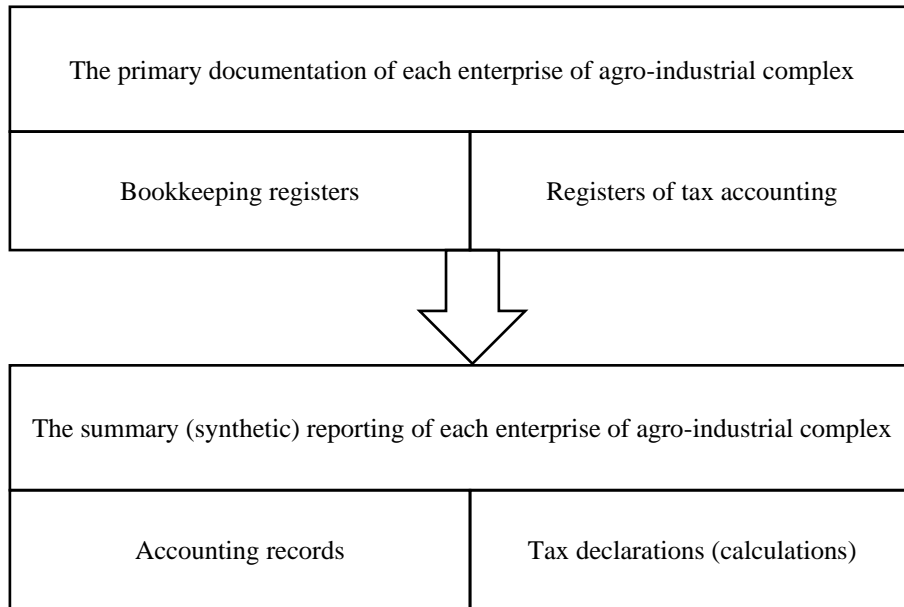 The primary documentation of each enterprise of agro-industrial complex
Bookkeeping registers
Registers of tax accounting
The summary (synthetic) reporting of each enterprise of agro-industrial complex
Accounting records
Tax declarations (calculations)